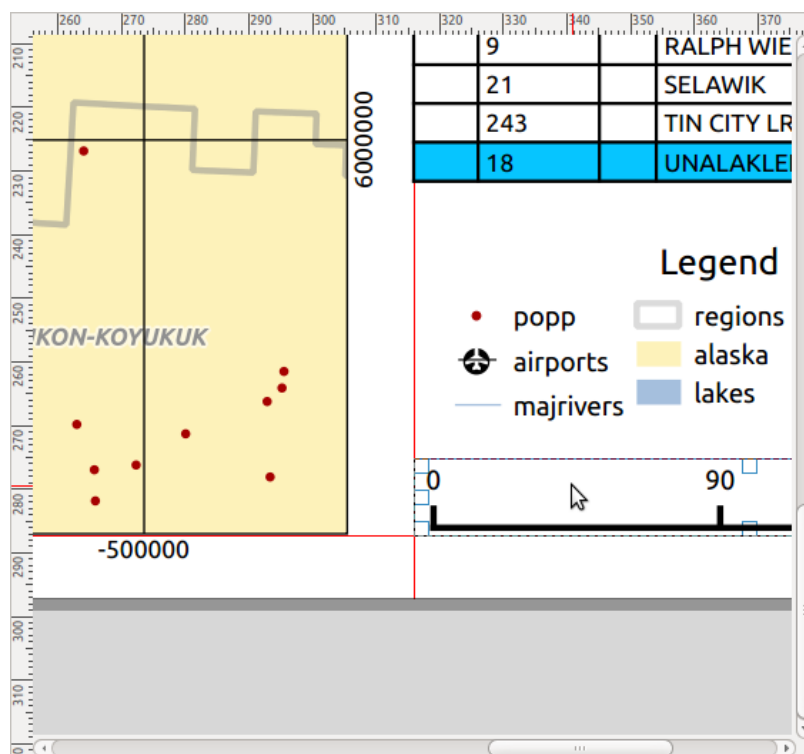 260 270 280 290 300 310 320 330 340 350 360 370
210
220
230
240
250
260
270
280
290
300
310
9 RALPH WIE
21 SELAWIK
243 TIN CITY LR
18 UNALAKLE
6000000
KON-KOYUKUK
-500000
Legend
popp
airports
majrivers
regions
alaska
lakes
0 90